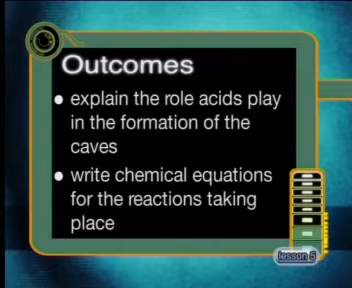 Outcomes
● explain the role acids play
in the formation of the
caves
● write chemical equations
for the reactions taking
place
lesson 5